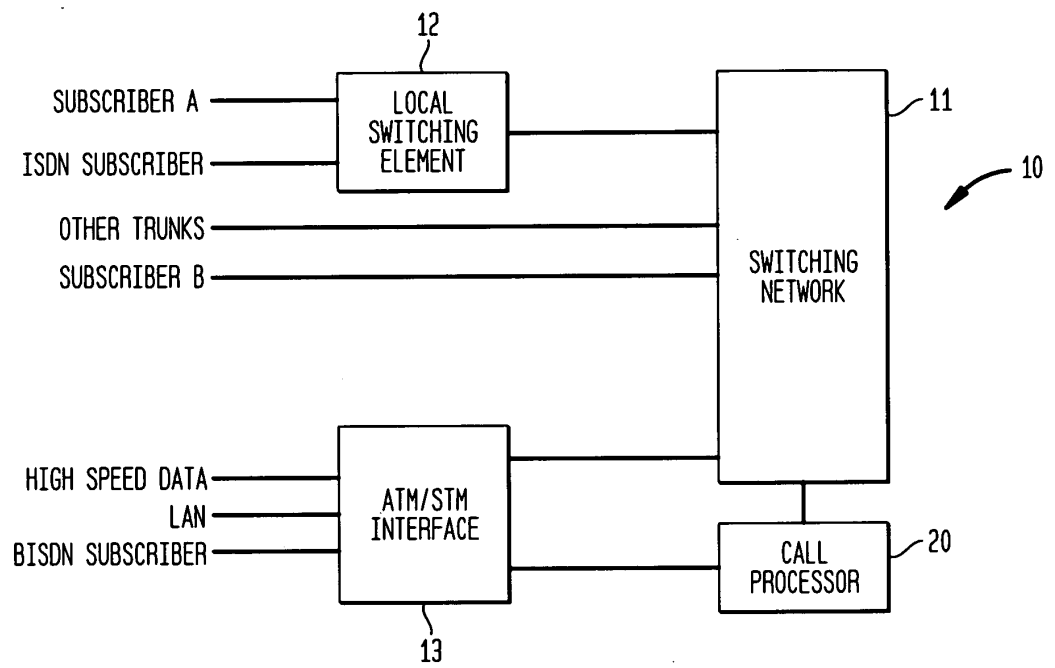 12
SUBSCRIBER A
LOCAL
SWITCHING
ELEMENT
11
ISDN SUBSCRIBER
10
OTHER TRUNKS
SUBSCRIBER B
SWITCHING
NETWORK
HIGH SPEED DATA
LAN
BISDN SUBSCRIBER
ATM/STM
INTERFACE
CALL
PROCESSOR
20
13